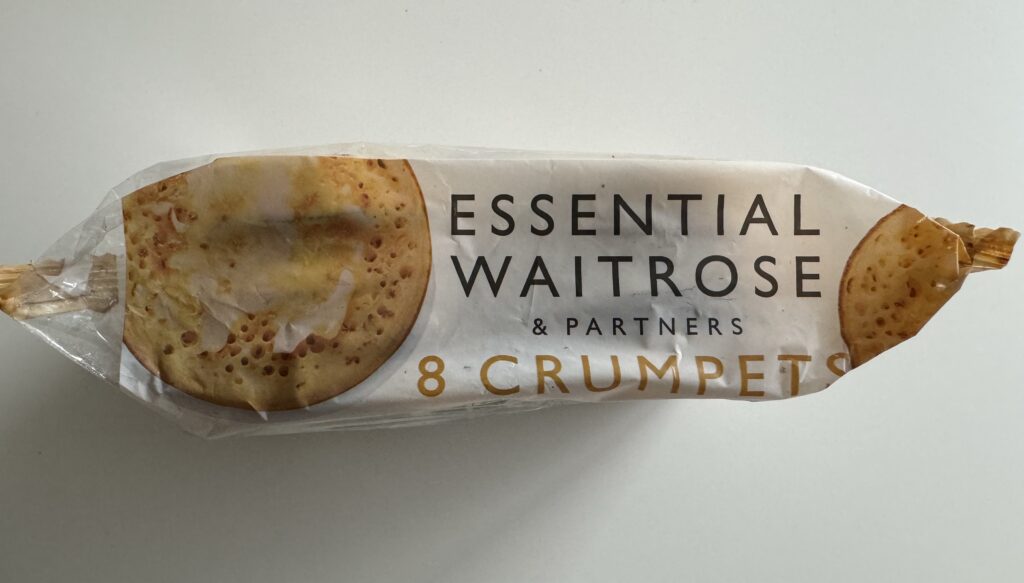 ESSENTIAL
WAITROSE
& PARTNERS
8 CRUMPETS